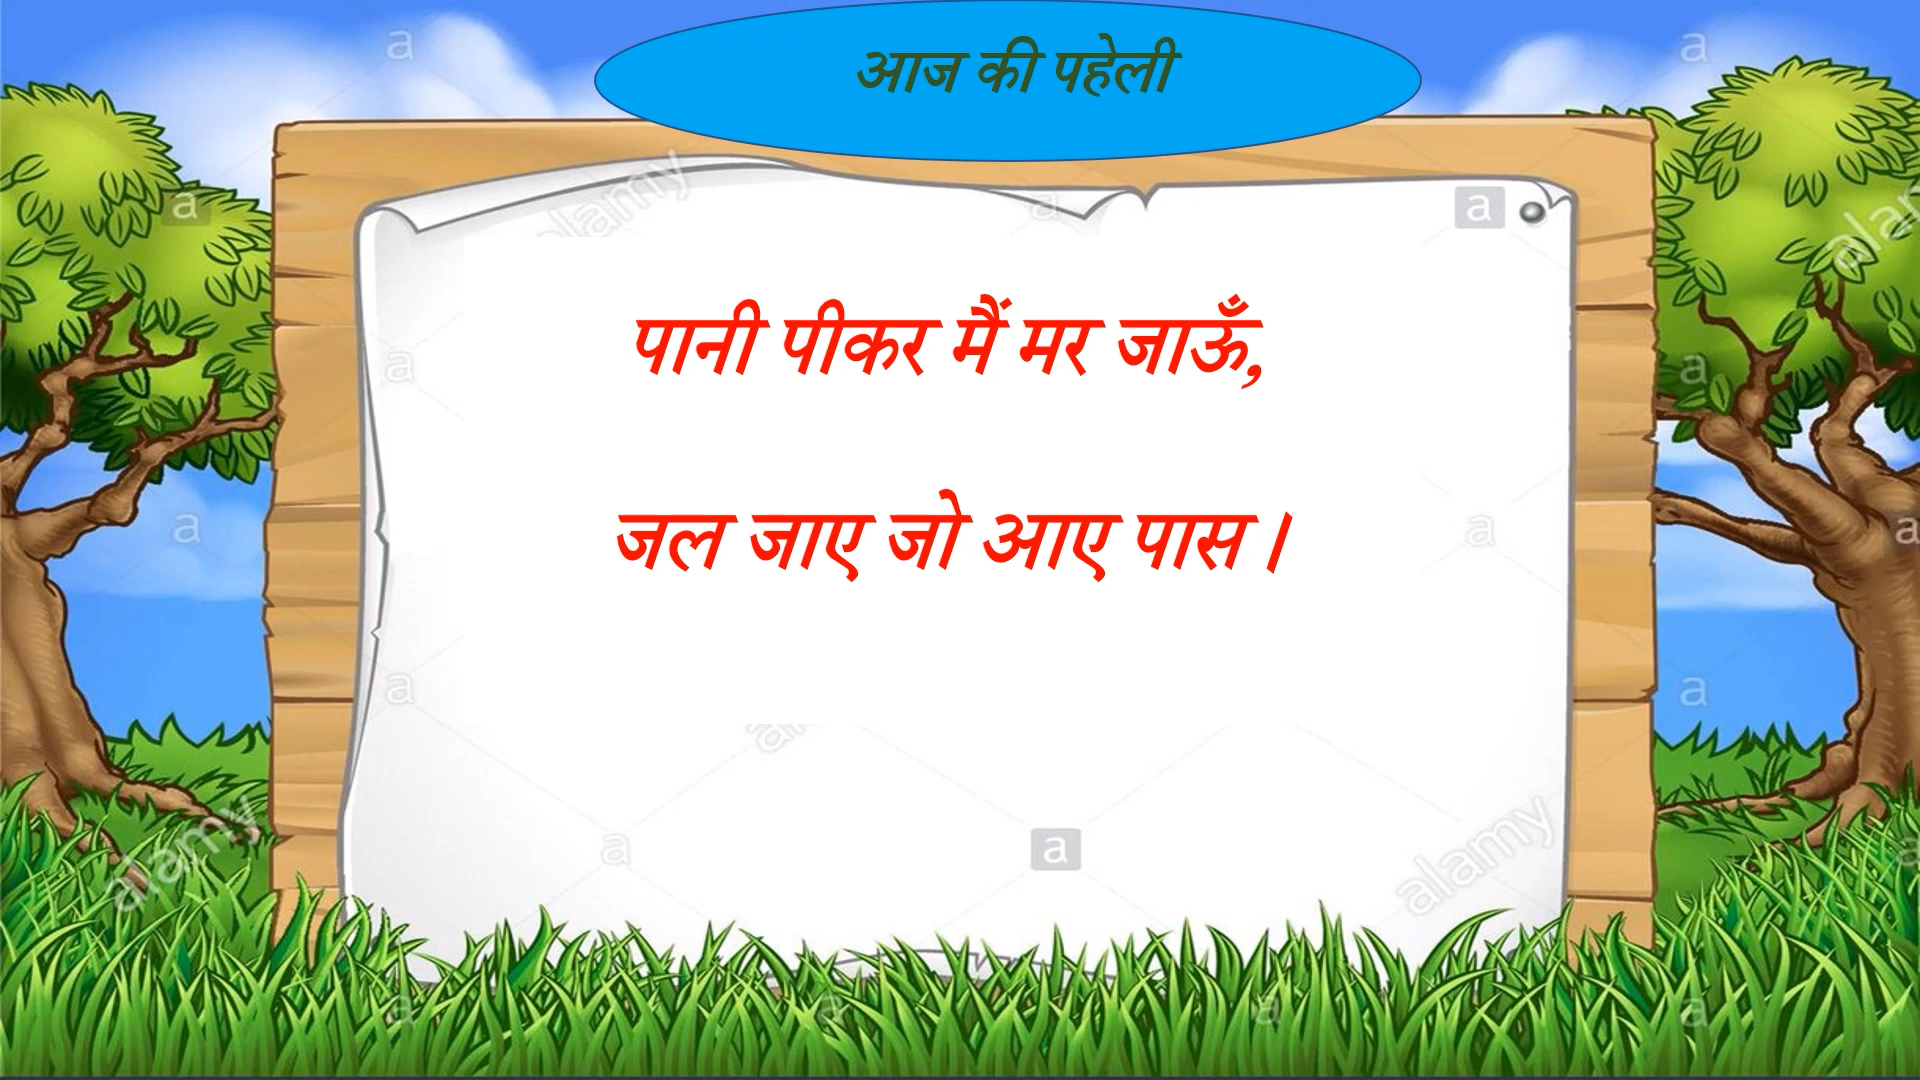 आज की पहेली
पानी पीकर मैं मर जाऊँ,
जल जाए जो आए पास।